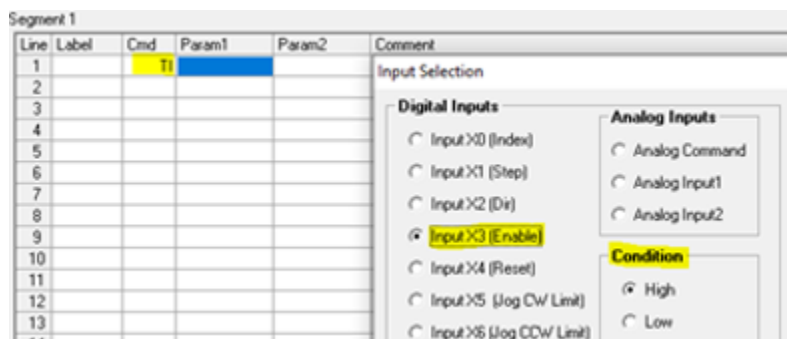 Segment 1
Line Label Cmd Param1 Param2 Comment
1 TI
2
3
4
5
6
7
8
9
10
11
12
13
Input Selection
Digital Inputs
Input X0 (Index)
Input X1 (Step)
Input X2 (Dir)
Input X3 (Enable)
Input X4 (Reset)
Input X5 (Jog CW Limit)
Input X6 (Jog CCW Limit)
Analog Inputs
Analog Command
Analog Input1
Analog Input2
Condition
High
Low